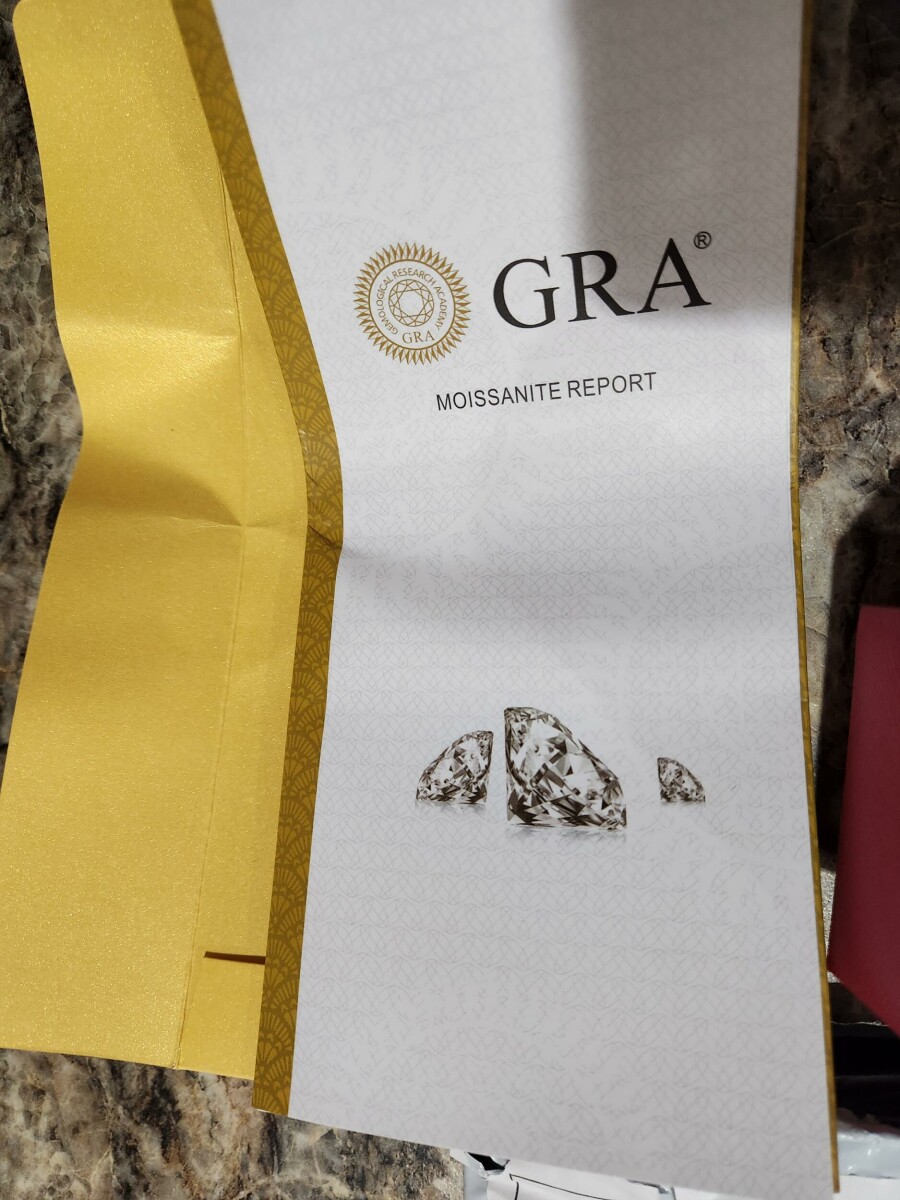 GEMOLOGICAL RESEARCH ACADEMY
GRA
GRA®
MOISSANITE REPORT